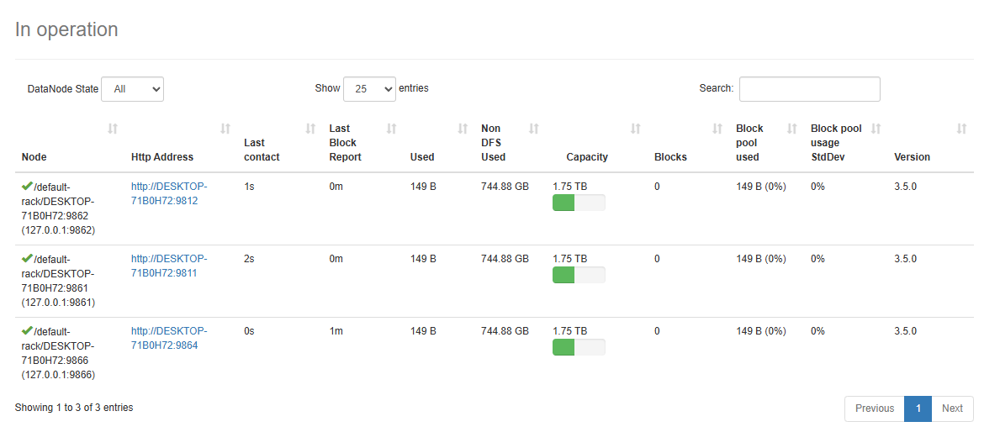 In operation
DataNode State All Show 25 entries Search:
Node Http Address Last contact Last Block Report Used Non DFS Used Capacity Blocks Block pool used Block pool usage StdDev Version
/default- http://DESKTOP- 1s 0m 149 B 744.88 GB 1.75 TB 0 149 B (0%) 0% 3.5.0
rack/DESKTOP- 71B0H72:9812
71B0H72:9862
(127.0.0.1:9862)
/default- http://DESKTOP- 2s 0m 149 B 744.88 GB 1.75 TB 0 149 B (0%) 0% 3.5.0
rack/DESKTOP- 71B0H72:9811
71B0H72:9861
(127.0.0.1:9861)
/default- http://DESKTOP- 0s 1m 149 B 744.88 GB 1.75 TB 0 149 B (0%) 0% 3.5.0
rack/DESKTOP- 71B0H72:9864
71B0H72:9866
(127.0.0.1:9866)
Showing 1 to 3 of 3 entries Previous 1 Next